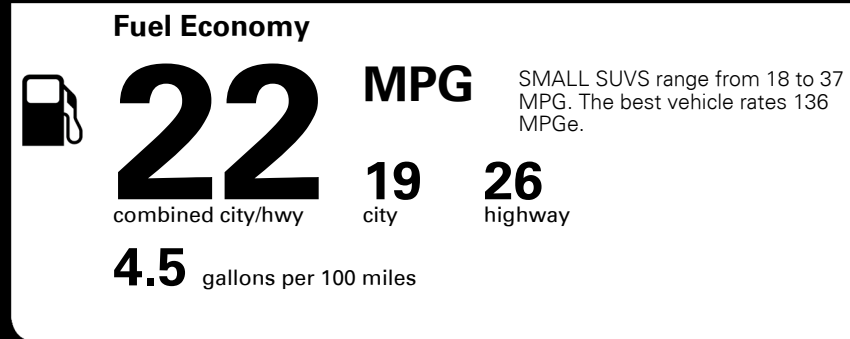 Fuel Economy
22
MPG
SMALL SUVS range from 18 to 37
MPG. The best vehicle rates 136
MPGe.
19
26
combined city/hwy
city
highway
4.5 gallons per 100 miles